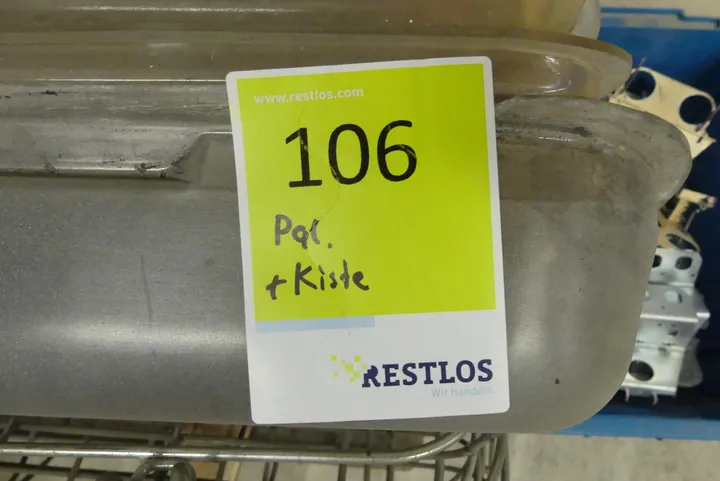 www.restlos.com
106
Pal.
+ Kiste
RESTLOS
Wir handeln.